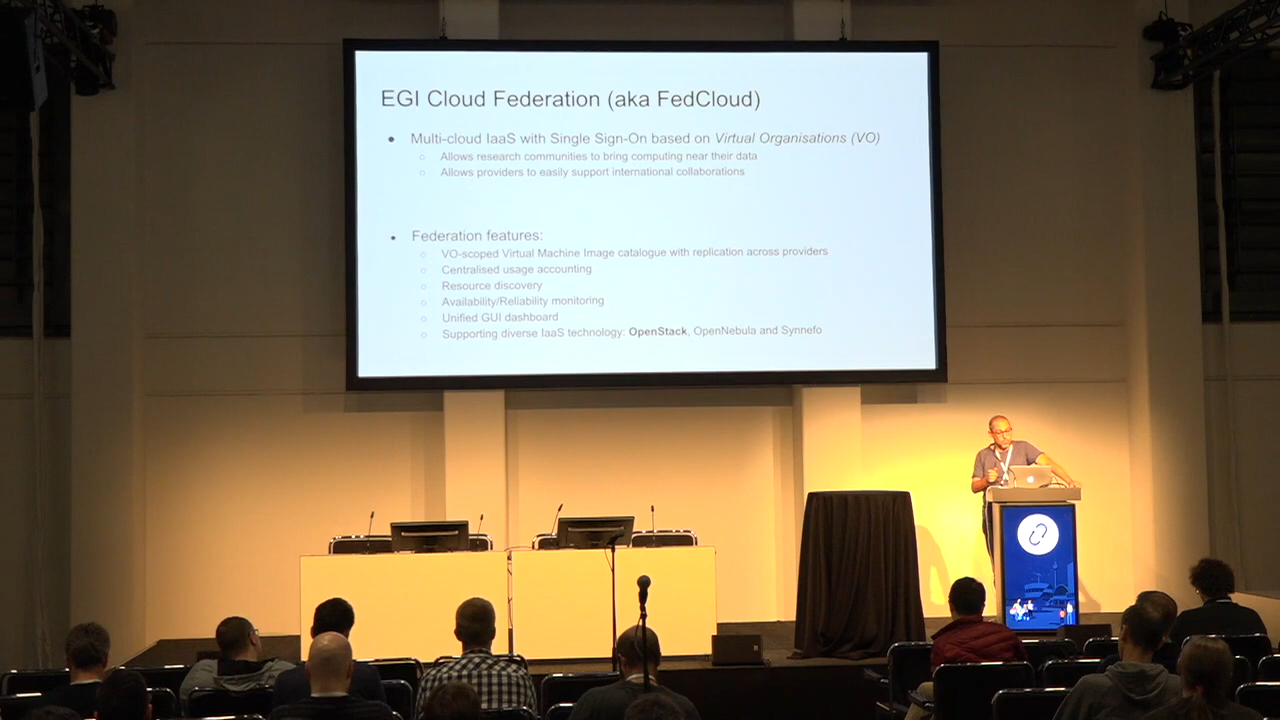 EGI Cloud Federation (aka FedCloud)
● Multi-cloud IaaS with Single Sign-On based on Virtual Organisations (VO)
○ Allows research communities to bring computing near their data
○ Allows providers to easily support international collaborations
● Federation features:
○ VO-scoped Virtual Machine Image catalogue with replication across providers
○ Centralised usage accounting
○ Resource discovery
○ Availability/Reliability monitoring
○ Unified GUI dashboard
○ Supporting diverse IaaS technology: OpenStack, OpenNebula and Synnefo